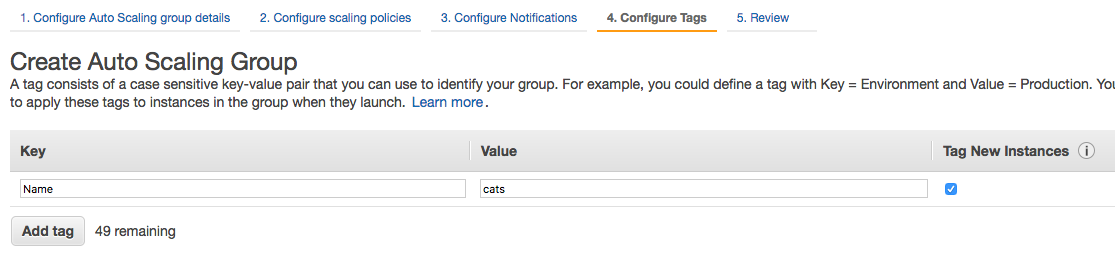 1. Configure Auto Scaling group details 2. Configure scaling policies 3. Configure Notifications 4. Configure Tags 5. Review
Create Auto Scaling Group
A tag consists of a case sensitive key-value pair that you can use to identify your group. For example, you could define a tag with Key = Environment and Value = Production. You
to apply these tags to instances in the group when they launch. Learn more.
Key Value Tag New Instances i
Name cats
Add tag 49 remaining